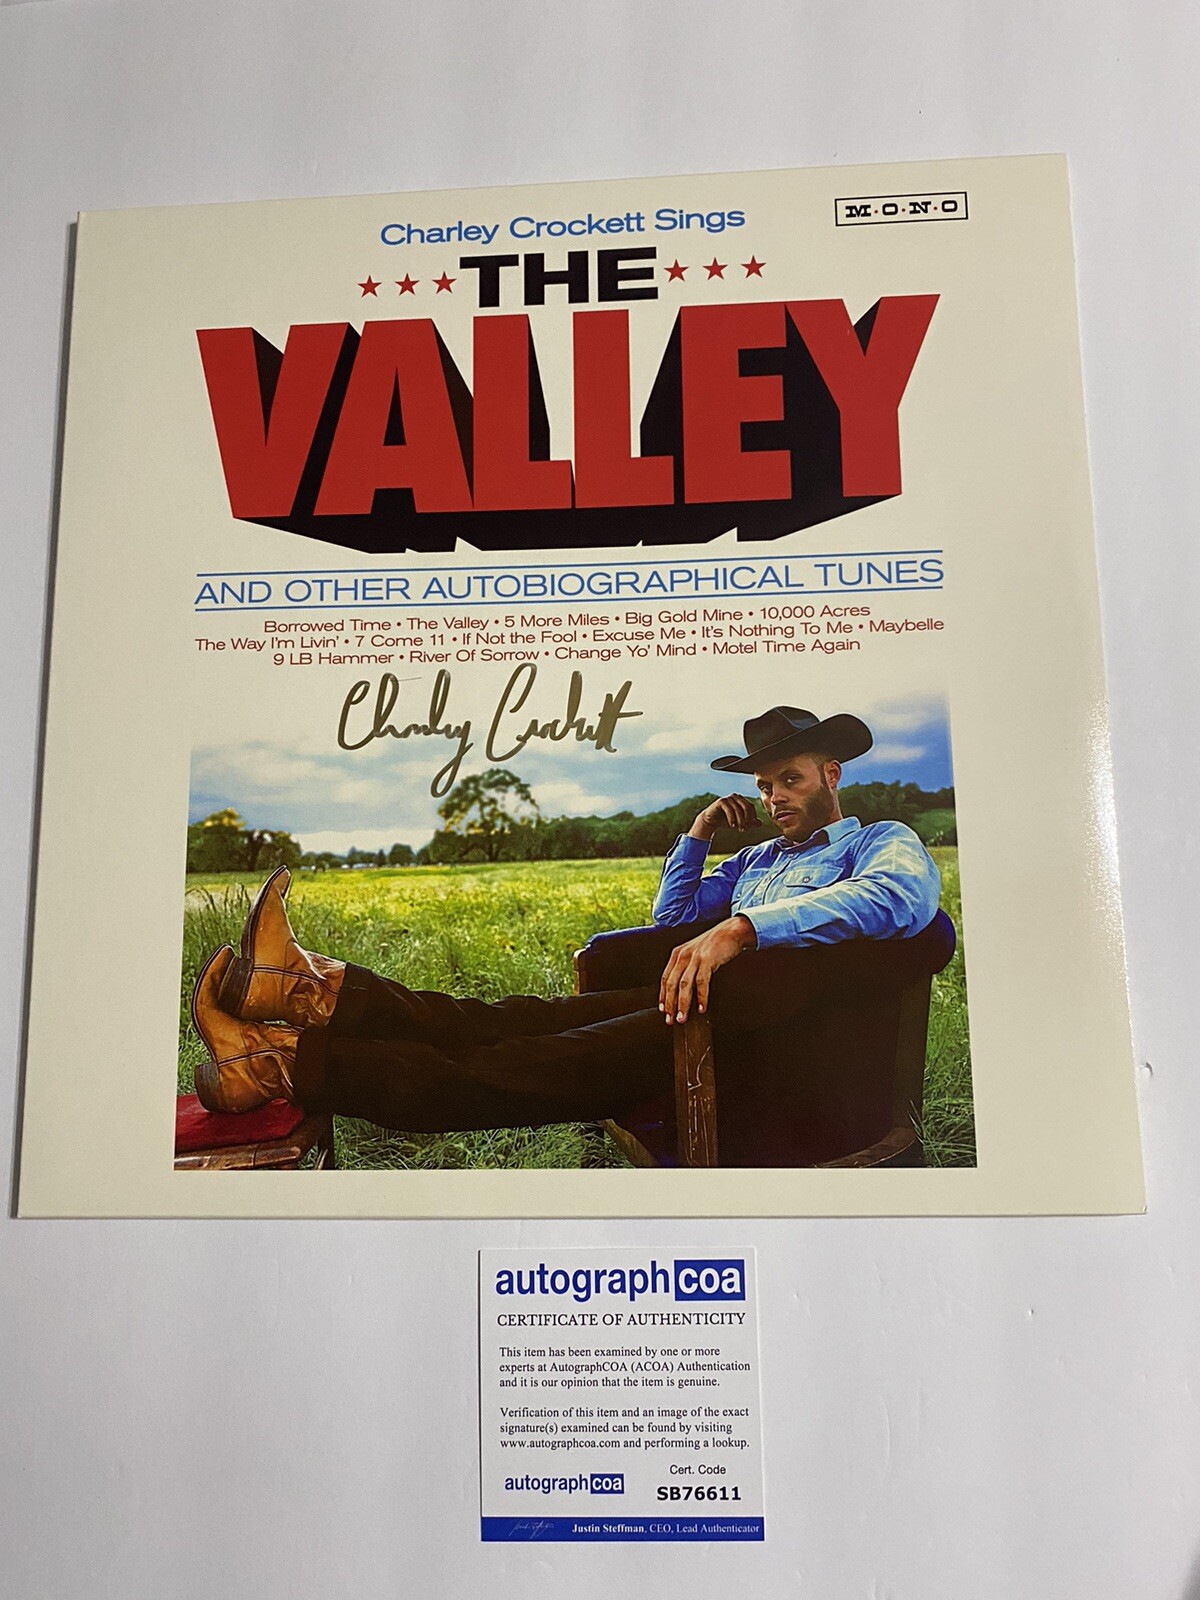 Charley Crockett Sings
M·O·N·O
THE
VALLEY
AND OTHER AUTOBIOGRAPHICAL TUNES
Borrowed Time • The Valley • 5 More Miles • Big Gold Mine • 10,000 Acres
The Way I'm Livin' • 7 Come 11 • If Not the Fool • Excuse Me • It's Nothing To Me • Maybelle
9 LB Hammer • River Of Sorrow • Change Yo' Mind • Motel Time Again
Charley Crockett
autographcoa
CERTIFICATE OF AUTHENTICITY
This item has been examined by one or more
experts at AutographCOA (ACOA) Authentication
and it is our opinion that the item is genuine.
Verification of this item and an image of the exact
signature(s) examined can be found by visiting
www.autographcoa.com and performing a lookup.
autographcoa
Cert. Code
SB76611
Justin Steffman, CEO, Lead Authenticator